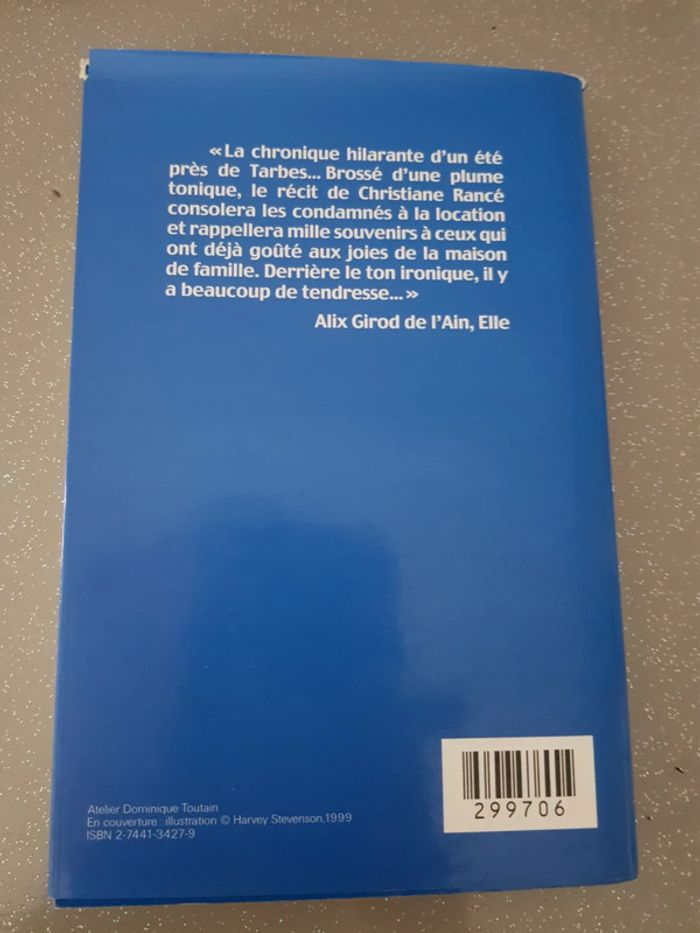 « La chronique hilarante d'un été
près de Tarbes... Brossé d'une plume
tonique, le récit de Christiane Rancé
consolera les condamnés à la location
et rappellera mille souvenirs à ceux qui
ont déjà goûté aux joies de la maison
de famille. Derrière le ton ironique, il y
a beaucoup de tendresse... »
Alix Girod de l'Ain, Elle
Atelier Dominique Toutain
En couverture : illustration © Harvey Stevenson,1999
ISBN 2-7441-3427-9
299706